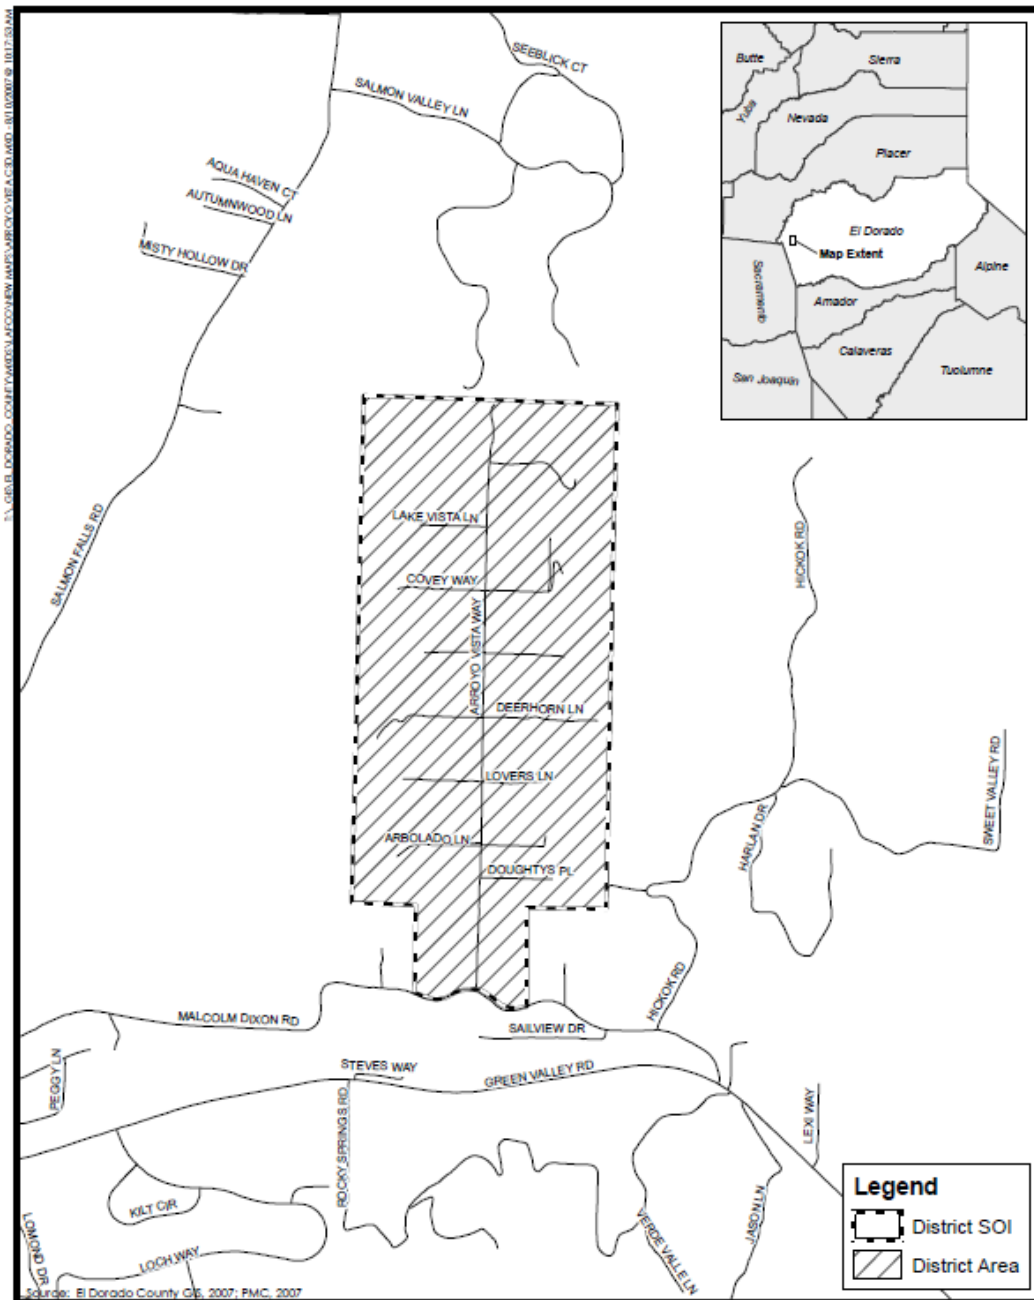 SEEBLICK CT
SALMON VALLEY LN
AQUA HAVEN CT
AUTUMNWOOD LN
MISTY HOLLOW DR
SALMON FALLS RD
Butte
Sierra
Yuba
Nevada
Placer
El Dorado
Map Extent
Sacramento
Alpine
Amador
Calaveras
San Joaquin
Tuolumne
LAKE VISTA LN
COVEY WAY
ARROYO VISTA WAY
DEERHORN LN
LOVERS LN
ARBOLADO LN
DOUGHTYS PL
HICKOK RD
SWEET VALLEY RD
HARLAN DR
HICKOK RD
MALCOLM DIXON RD
SAILVIEW DR
STEVES WAY
GREEN VALLEY RD
PEGGY LN
ROCKY SPRINGS RD
LEXI WAY
KILT CIR
LOCH WAY
LOMOND DR
VERDE VALLE LN
JASON LN
Legend
District SOI
District Area
Source: El Dorado County GIS, 2007; PMC, 2007